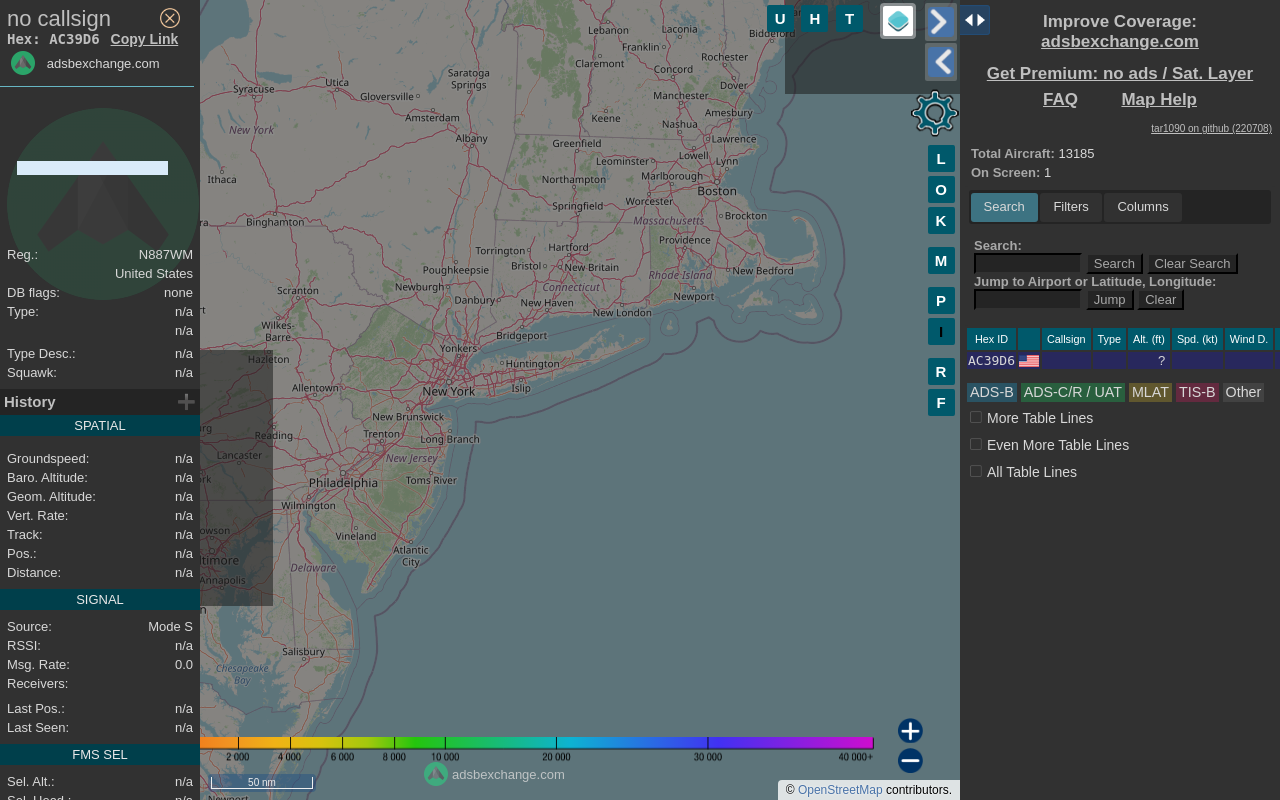 no callsign
Hex: AC39D6 Copy Link
adsbexchange.com
Reg.: N887WM
United States
DB flags: none
Type: n/a
n/a
Type Desc.: n/a
Squawk: n/a
History
SPATIAL
Groundspeed: n/a
Baro. Altitude: n/a
Geom. Altitude: n/a
Vert. Rate: n/a
Track: n/a
Pos.: n/a
Distance: n/a
SIGNAL
Source: Mode S
RSSI: n/a
Msg. Rate: 0.0
Receivers:
Last Pos.: n/a
Last Seen: n/a
FMS SEL
Sel. Alt.: n/a
U H T
Lebanon
Laconia
Franklin
Biddeford
Claremont
Rochester
Concord
Utica
Saratoga
Springs
Dover
Syracuse
Gloversville
Manchester
Amsterdam
Keene
Amesbury
New York
Nashua
Albany
Greenfield
Lawrence
Lowell
Leominster
Lynn
Ithaca
Northampton
Marlborough
Boston
Worcester
Springfield
Binghamton
Massachusetts
Brockton
Torrington
Hartford
Providence
Poughkeepsie
Bristol
New Britain
Rhode Island
New Bedford
Scranton
Newburgh
Connecticut
Danbury
New Haven
Newport
New London
Wilkes-
Barre
Bridgeport
Yonkers
Hazleton
Huntington
Allentown
New York
Islip
New Brunswick
Reading
Trenton
Long Branch
Lancaster
New Jersey
Philadelphia
Toms River
Wilmington
Vineland
Atlantic
City
Delaware
Annapolis
Salisbury
Chesapeake
Bay
L
O
K
M
P
I
R
F
2 000 4 000 6 000 8 000 10 000 20 000 30 000 40 000+
50 nm
adsbexchange.com
© OpenStreetMap contributors.
Improve Coverage:
adsbexchange.com
Get Premium: no ads / Sat. Layer
FAQ Map Help
tar1090 on github (220708)
Total Aircraft: 13185
On Screen: 1
Search Filters Columns
Search:
Search Clear Search
Jump to Airport or Latitude, Longitude:
Jump Clear
Hex ID Callsign Type Alt. (ft) Spd. (kt) Wind D.
AC39D6 ?
ADS-B ADS-C/R / UAT MLAT TIS-B Other
More Table Lines
Even More Table Lines
All Table Lines